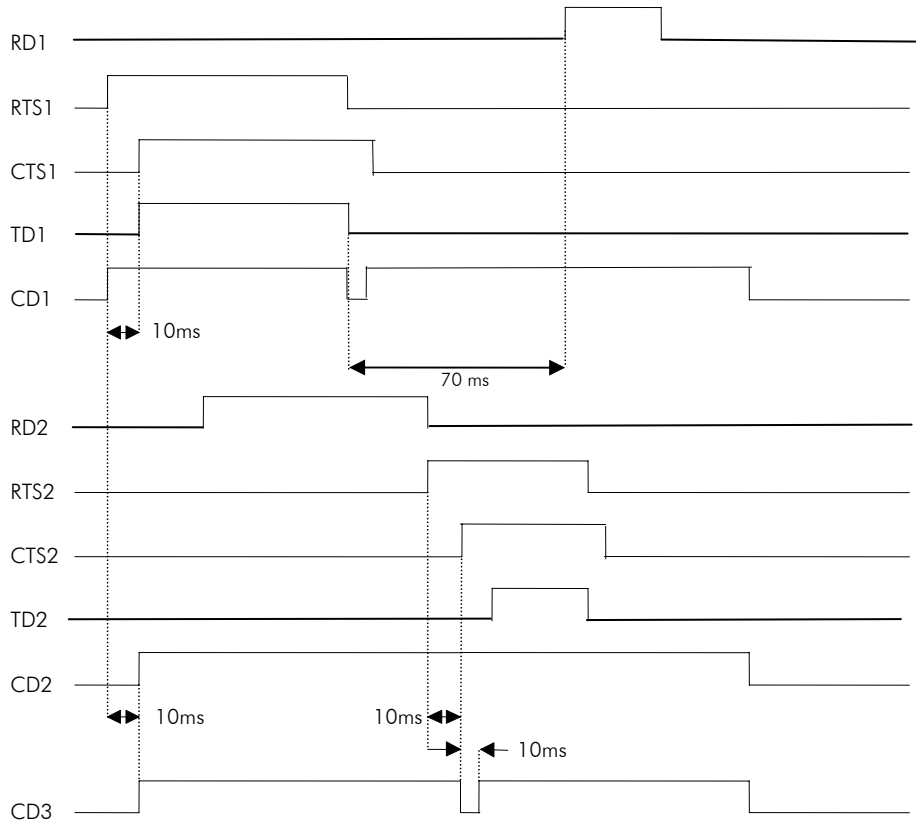 RD1
RTS1
CTS1
TD1
CD1
10ms
70 ms
RD2
RTS2
CTS2
TD2
CD2
10ms
10ms
10ms
CD3